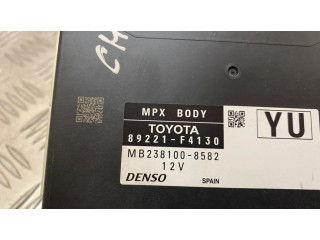 CH
MPX BODY
TOYOTA
89221-F4130
YU
MB238100-8582
12V
DENSO
SPAIN